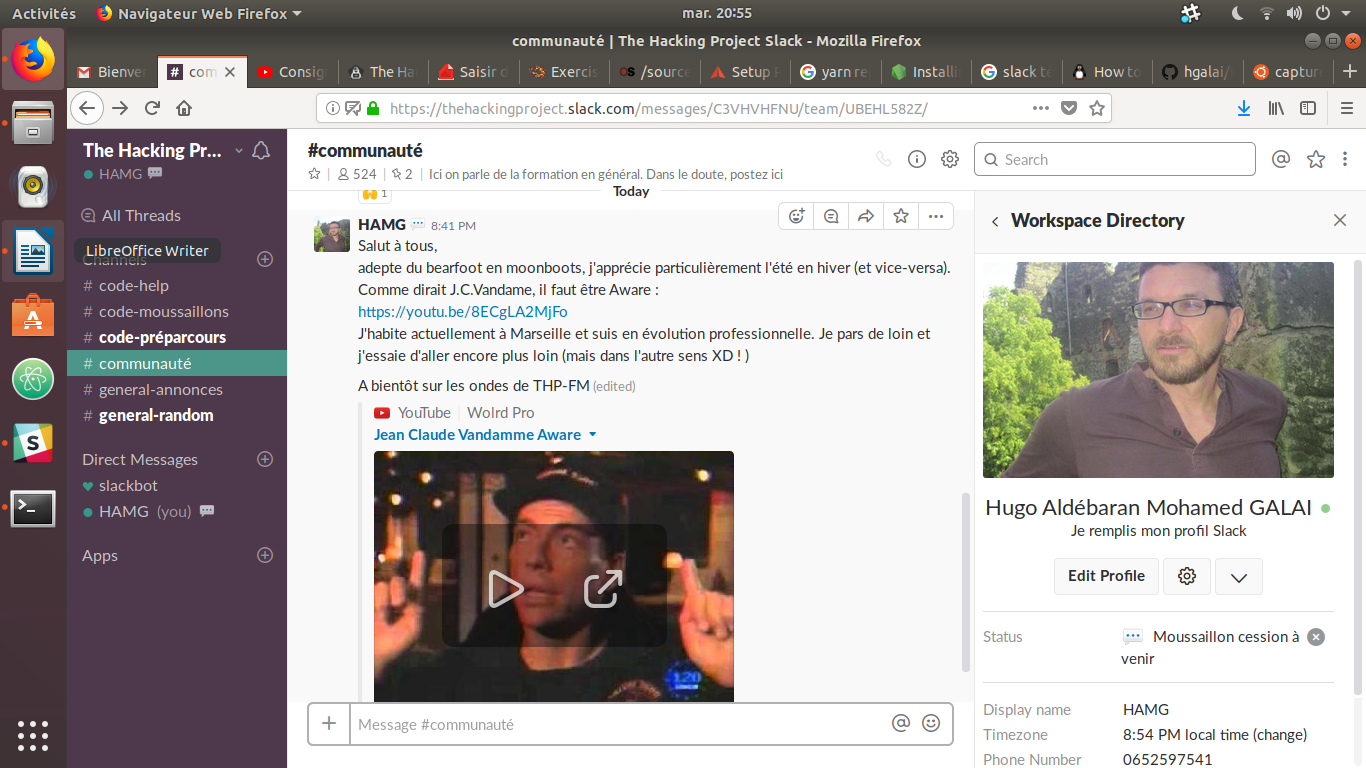 Activités
Navigateur Web Firefox
mar. 20:55
communauté | The Hacking Project Slack - Mozilla Firefox
Bienver
com
Consig
The Ha
Saisir d
Exercis
/source
Setup
yarn re
Installi
slack te
How to
hgalai/
captur
https://thehackingproject.slack.com/messages/C3VHVHFNU/team/UBEHL582Z/
The Hacking Pr...
HAMG
All Threads
LibreOffice Writer
Channels
# code-help
# code-moussaillons
# code-préparcours
# communauté
# general-annonces
# general-random
Direct Messages
slackbot
HAMG (you)
Apps
#communauté
524
2
Ici on parle de la formation en général. Dans le doute, postez ici
Search
1
Today
HAMG 8:41 PM
Salut à tous,
adepte du bearfoot en moonboots, j'apprécie particulièrement l'été en hiver (et vice-versa).
Comme dirait J.C.Vandame, il faut être Aware :
https://youtu.be/8ECgLA2MjFo
J'habite actuellement à Marseille et suis en évolution professionnelle. Je pars de loin et
j'essaie d'aller encore plus loin (mais dans l'autre sens XD ! )
A bientôt sur les ondes de THP-FM (edited)
YouTube
Wolrd Pro
Jean Claude Vandamme Aware
120
Message #communauté
Workspace Directory
Hugo Aldébaran Mohamed GALAI
Je remplis mon profil Slack
Edit Profile
Status
Moussaillon cession à
venir
Display name
HAMG
Timezone
8:54 PM local time (change)
Phone Number
0652597541